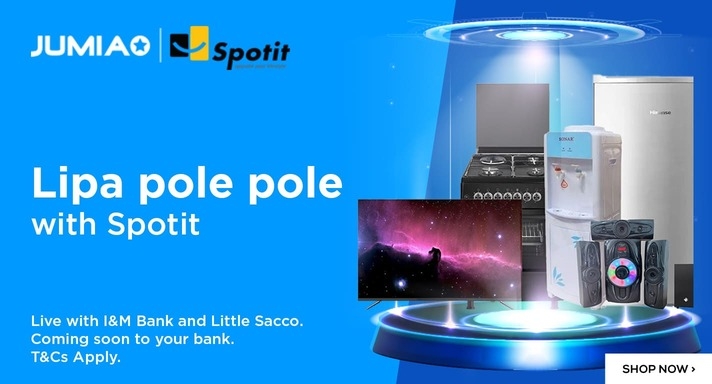 JUMIA
Spotit
Lipa pole pole
with Spotit
Live with I&M Bank and Little Sacco.
Coming soon to your bank.
T&Cs Apply.
Hisense
SHOP NOW ›